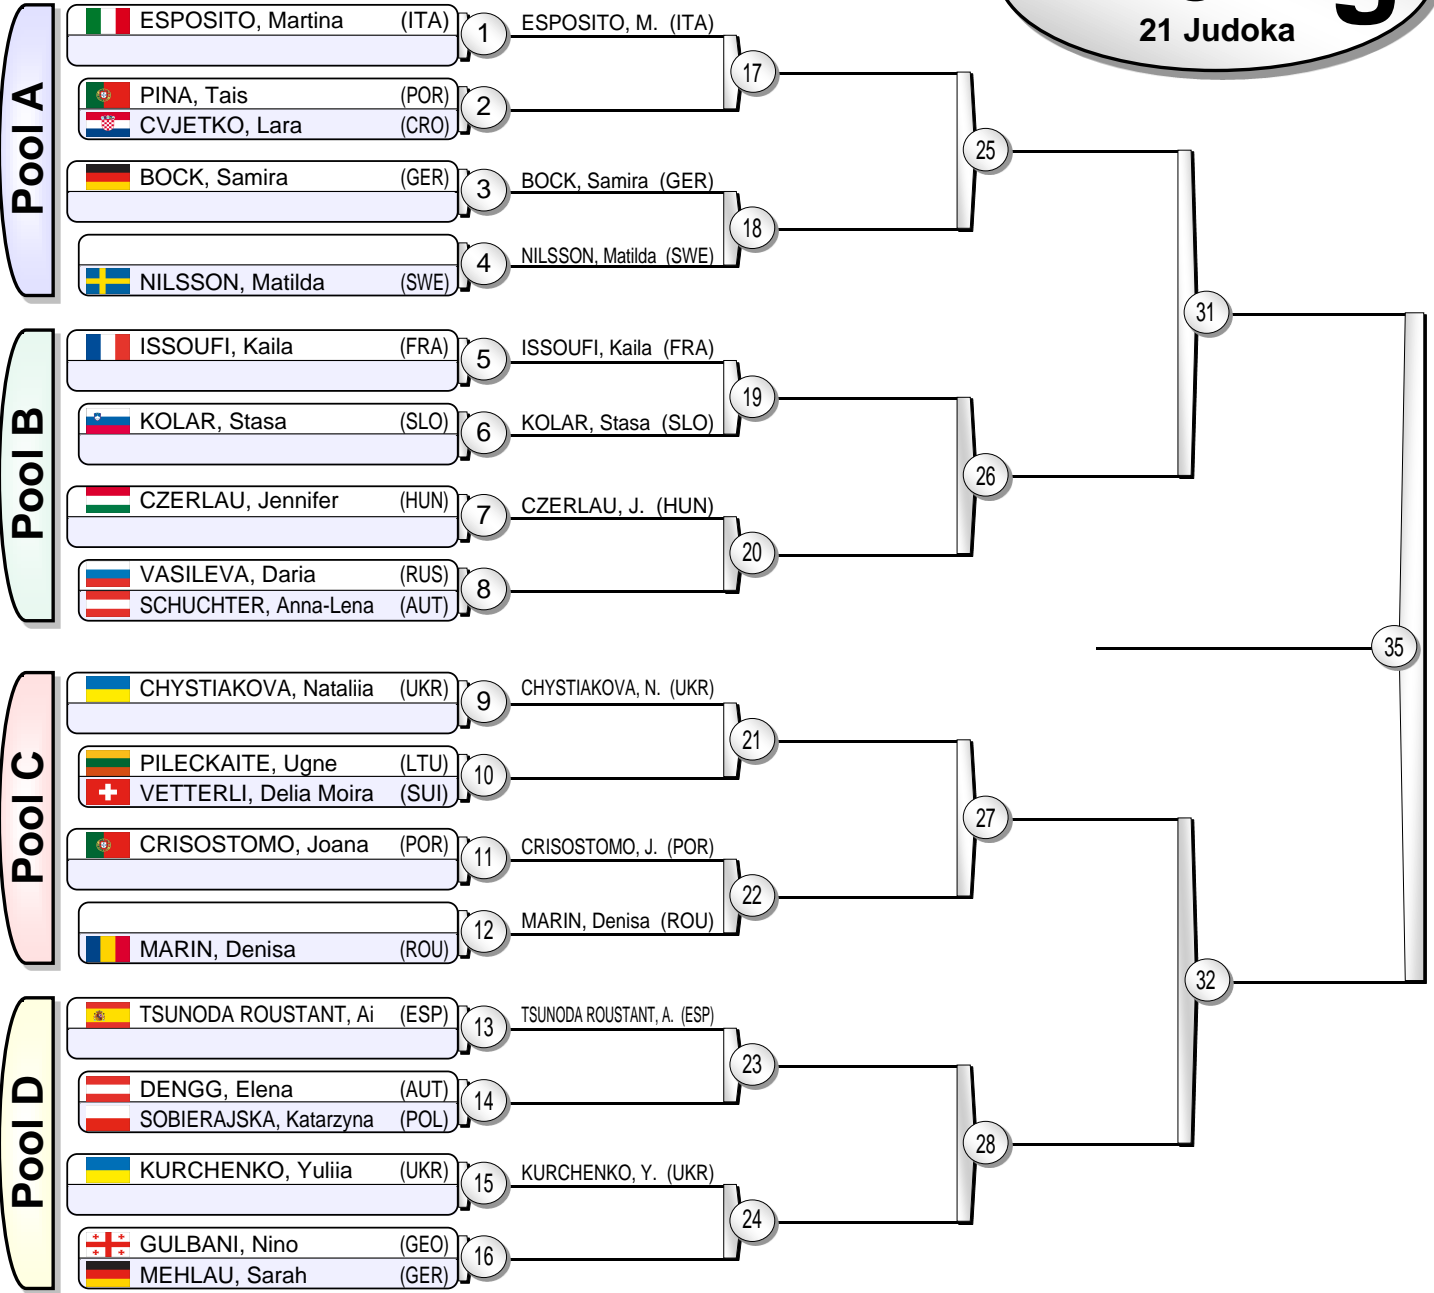 21 Judoka
Pool A
ESPOSITO, Martina (ITA)
1
ESPOSITO, M. (ITA)
PINA, Tais (POR)
CVJETKO, Lara (CRO)
2
17
BOCK, Samira (GER)
3
BOCK, Samira (GER)
NILSSON, Matilda (SWE)
4
NILSSON, Matilda (SWE)
18
25
Pool B
ISSOUFI, Kaila (FRA)
5
ISSOUFI, Kaila (FRA)
KOLAR, Stasa (SLO)
6
KOLAR, Stasa (SLO)
19
CZERLAU, Jennifer (HUN)
7
CZERLAU, J. (HUN)
VASILEVA, Daria (RUS)
SCHUCHTER, Anna-Lena (AUT)
8
20
26
31
35
Pool C
CHYSTIAKOVA, Nataliia (UKR)
9
CHYSTIAKOVA, N. (UKR)
PILECKAITE, Ugne (LTU)
VETTERLI, Delia Moira (SUI)
10
21
CRISOSTOMO, Joana (POR)
11
CRISOSTOMO, J. (POR)
MARIN, Denisa (ROU)
12
MARIN, Denisa (ROU)
22
27
Pool D
TSUNODA ROUSTANT, Ai (ESP)
13
TSUNODA ROUSTANT, A. (ESP)
DENGG, Elena (AUT)
SOBIERAJSKA, Katarzyna (POL)
14
23
KURCHENKO, Yuliia (UKR)
15
KURCHENKO, Y. (UKR)
GULBANI, Nino (GEO)
MEHLAU, Sarah (GER)
16
24
28
32